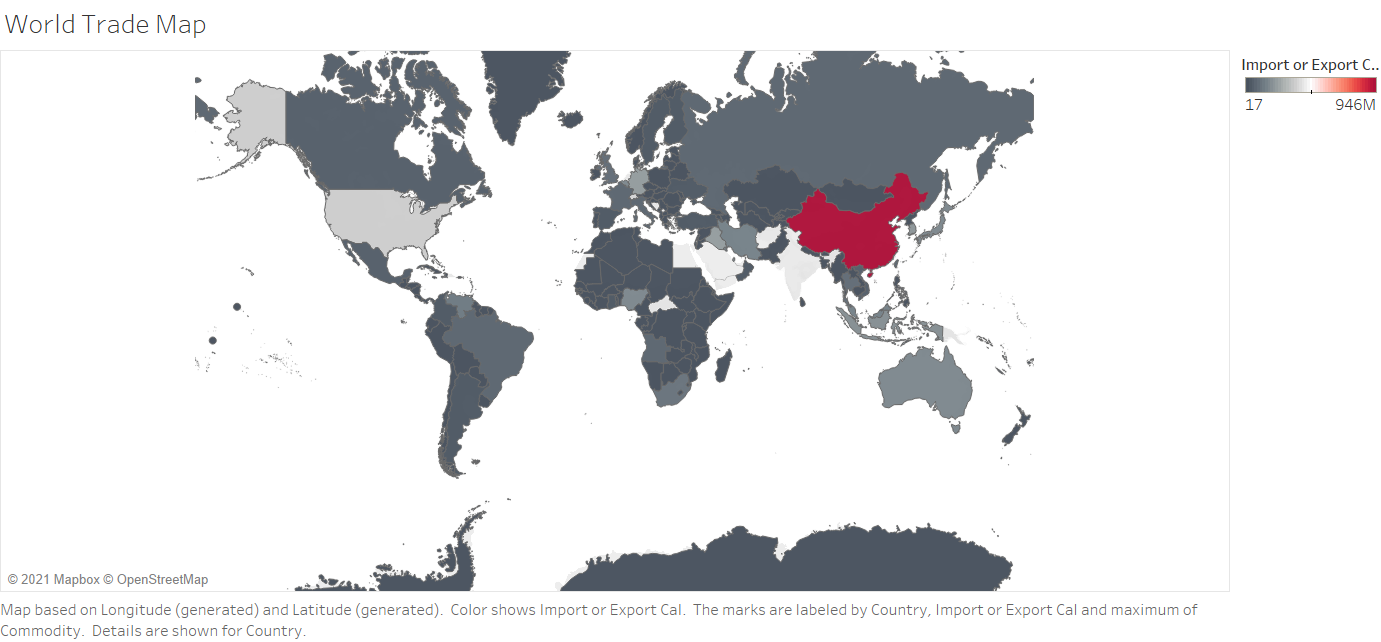 World Trade Map
Import or Export C..
17 946M
© 2021 Mapbox © OpenStreetMap
Map based on Longitude (generated) and Latitude (generated).  Color shows Import or Export Cal.  The marks are labeled by Country, Import or Export Cal and maximum of
Commodity.  Details are shown for Country.